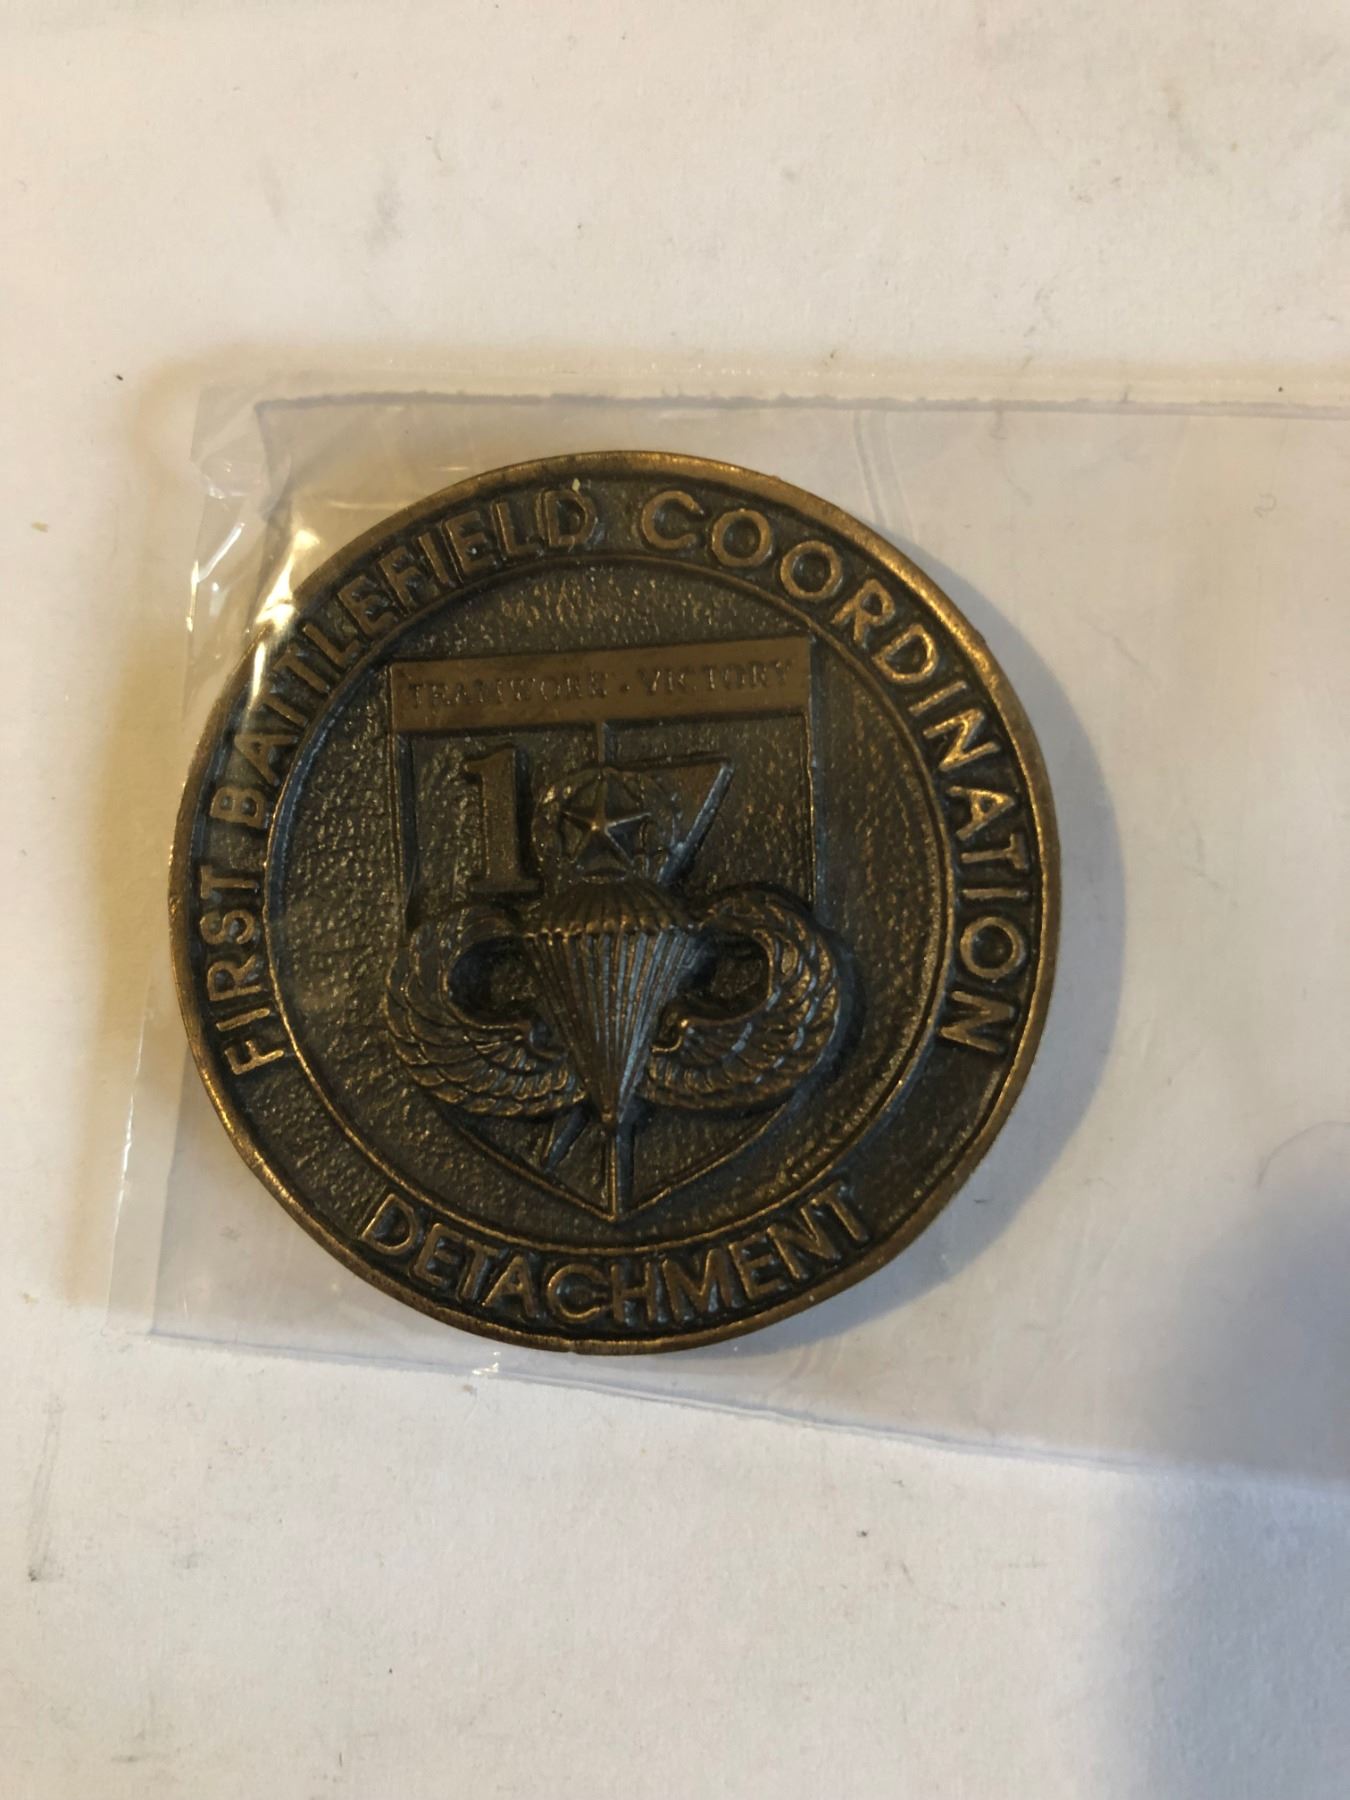 FIRST BATTLEFIELD COORDINATION
TEAMWORK · VICTORY
1
DETACHMENT